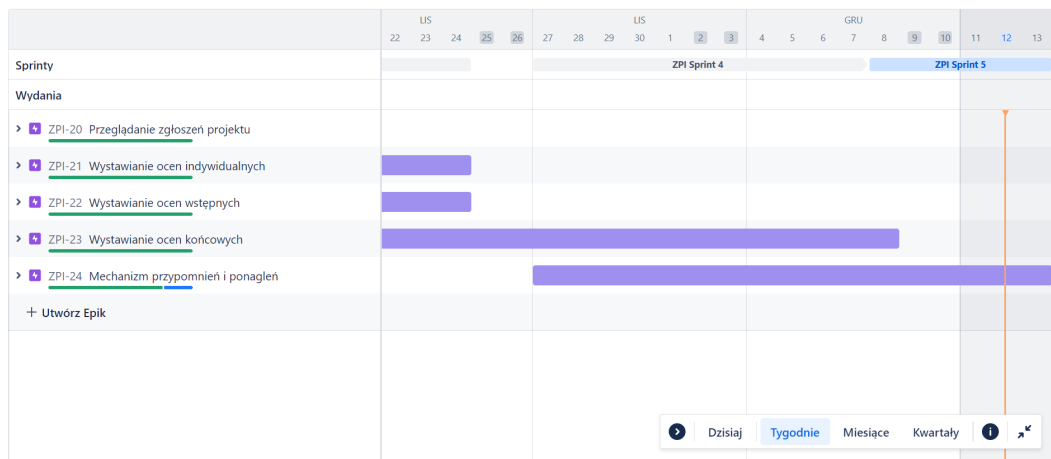 LIS LIS GRU
22 23 24 25 26 27 28 29 30 1 2 3 4 5 6 7 8 9 10 11 12 13
Sprinty ZPI Sprint 4 ZPI Sprint 5
Wydania
ZPI-20 Przeglądanie zgłoszeń projektu
ZPI-21 Wystawianie ocen indywidualnych
ZPI-22 Wystawianie ocen wstępnych
ZPI-23 Wystawianie ocen końcowych
ZPI-24 Mechanizm przypomnień i ponagleń
+ Utwórz Epik
Dzisiaj Tygodnie Miesiące Kwartały